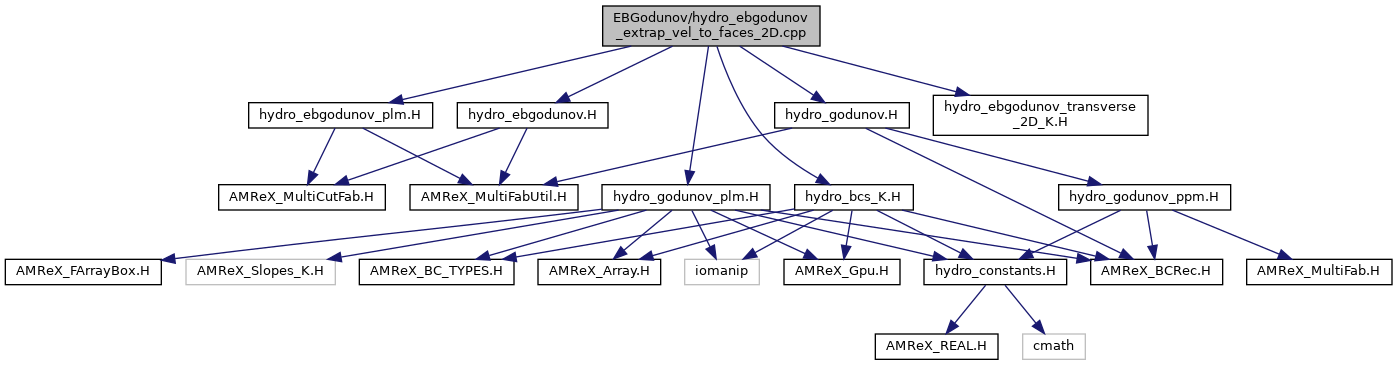 EBGodunov/hydro_ebgodunov
_extrap_vel_to_faces_2D.cpp
hydro_ebgodunov_plm.H
hydro_ebgodunov.H
hydro_godunov.H
hydro_ebgodunov_transverse
_2D_K.H
AMReX_MultiCutFab.H
AMReX_MultiFabUtil.H
hydro_godunov_plm.H
hydro_bcs_K.H
hydro_godunov_ppm.H
AMReX_FArrayBox.H
AMReX_Slopes_K.H
AMReX_BC_TYPES.H
AMReX_Array.H
iomanip
AMReX_Gpu.H
hydro_constants.H
AMReX_BCRec.H
AMReX_MultiFab.H
AMReX_REAL.H
cmath